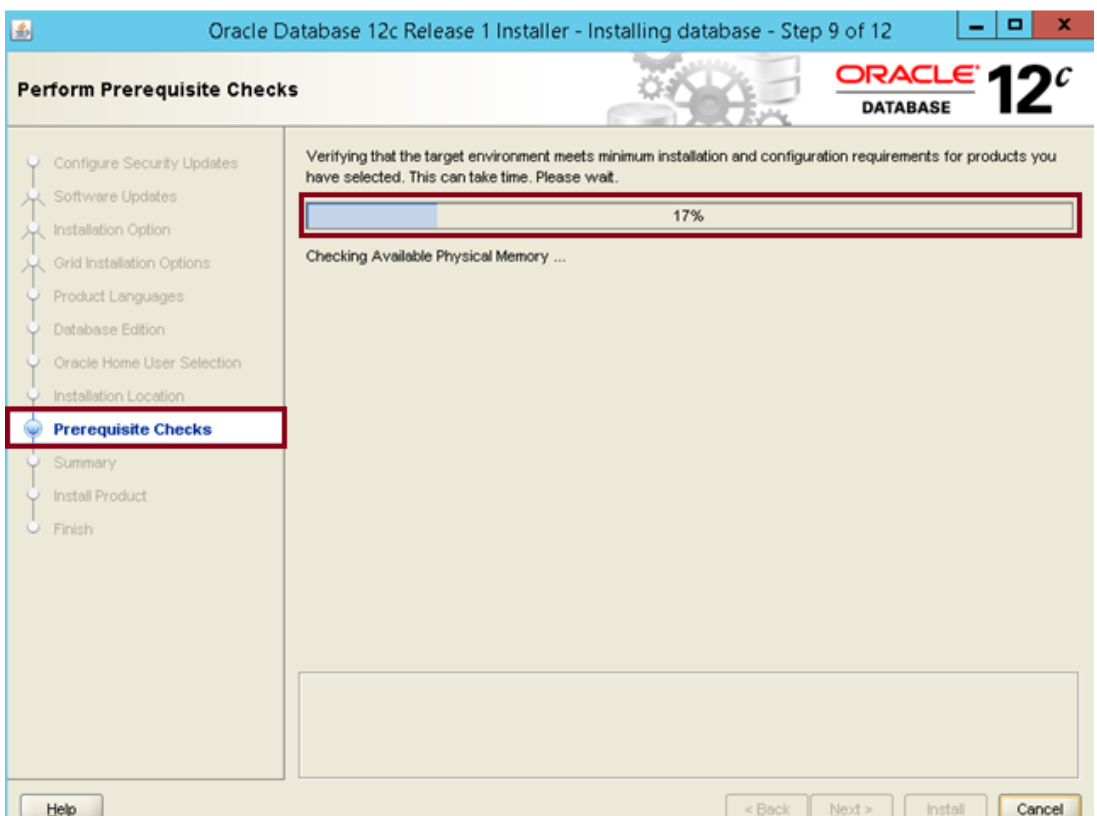 Oracle Database 12c Release 1 Installer - Installing database - Step 9 of 12
Perform Prerequisite Checks
ORACLE
DATABASE
12c
Configure Security Updates
Software Updates
Installation Option
Grid Installation Options
Product Languages
Database Edition
Oracle Home User Selection
Installation Location
Prerequisite Checks
Summary
Install Product
Finish
Verifying that the target environment meets minimum installation and configuration requirements for products you
have selected. This can take time. Please wait.
17%
Checking Available Physical Memory ...
Help
< Back
Next >
Install
Cancel